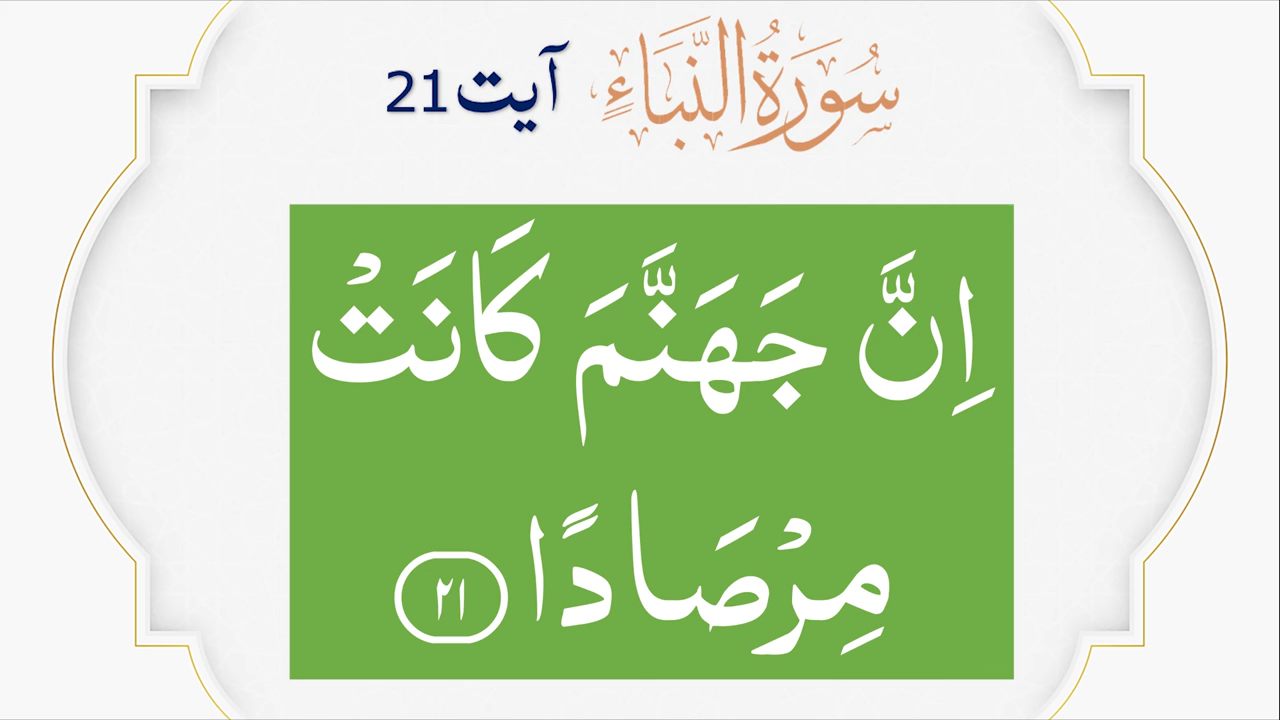 سُورَةُ النَّبَاءِ آیت 21
اِنَّ جَهَنَّمَ كَانَتْ
مِرْصَادًا ۲۱